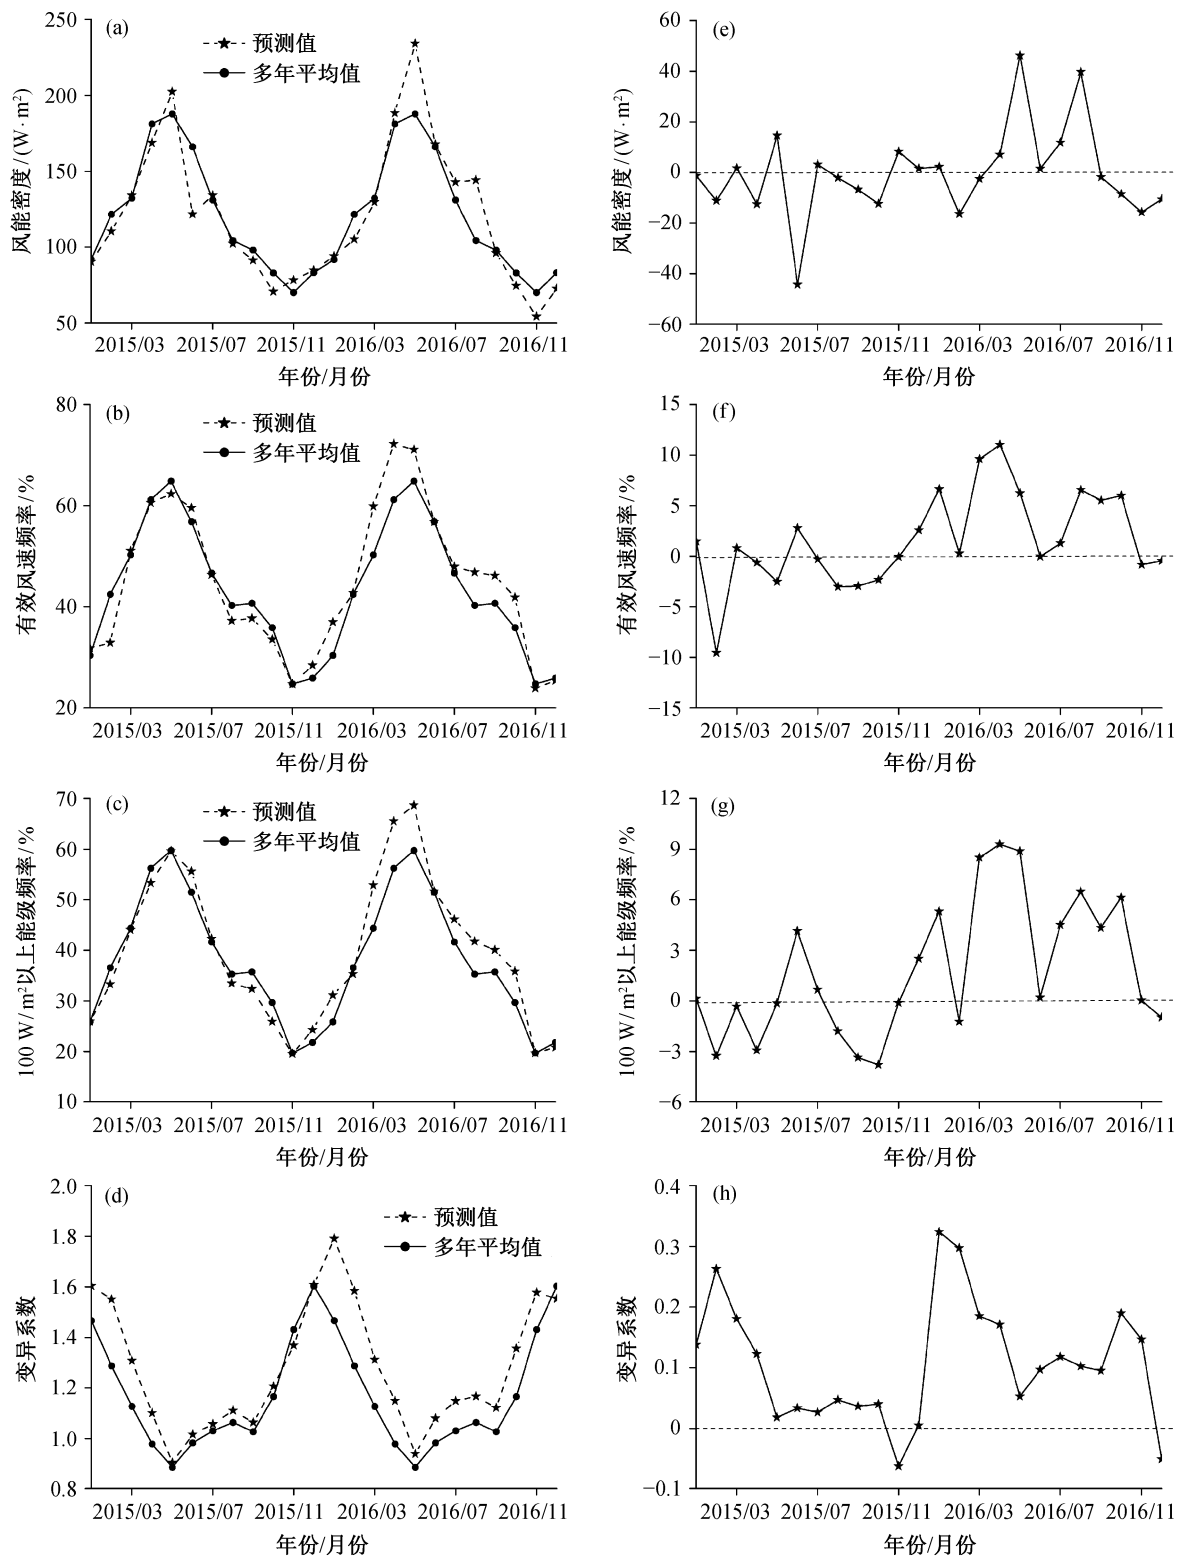 (a)
预测值
多年平均值
风能密度/(W·m²)
250
200
150
100
50
2015/03 2015/07 2015/11 2016/03 2016/07 2016/11
年份/月份
(e)
风能密度/(W·m²)
60
40
20
0
−20
−40
−60
2015/03 2015/07 2015/11 2016/03 2016/07 2016/11
年份/月份
(b)
预测值
多年平均值
有效风速频率/%
80
60
40
20
2015/03 2015/07 2015/11 2016/03 2016/07 2016/11
年份/月份
(f)
有效风速频率/%
15
10
5
0
−5
−10
−15
2015/03 2015/07 2015/11 2016/03 2016/07 2016/11
年份/月份
(c)
预测值
多年平均值
100 W/m²以上能级频率/%
70
60
50
40
30
20
10
2015/03 2015/07 2015/11 2016/03 2016/07 2016/11
年份/月份
(g)
100 W/m²以上能级频率/%
12
9
6
3
0
−3
−6
2015/03 2015/07 2015/11 2016/03 2016/07 2016/11
年份/月份
(d)
预测值
多年平均值
变异系数
2.0
1.8
1.6
1.4
1.2
1.0
0.8
2015/03 2015/07 2015/11 2016/03 2016/07 2016/11
年份/月份
(h)
变异系数
0.4
0.3
0.2
0.1
0
−0.1
2015/03 2015/07 2015/11 2016/03 2016/07 2016/11
年份/月份